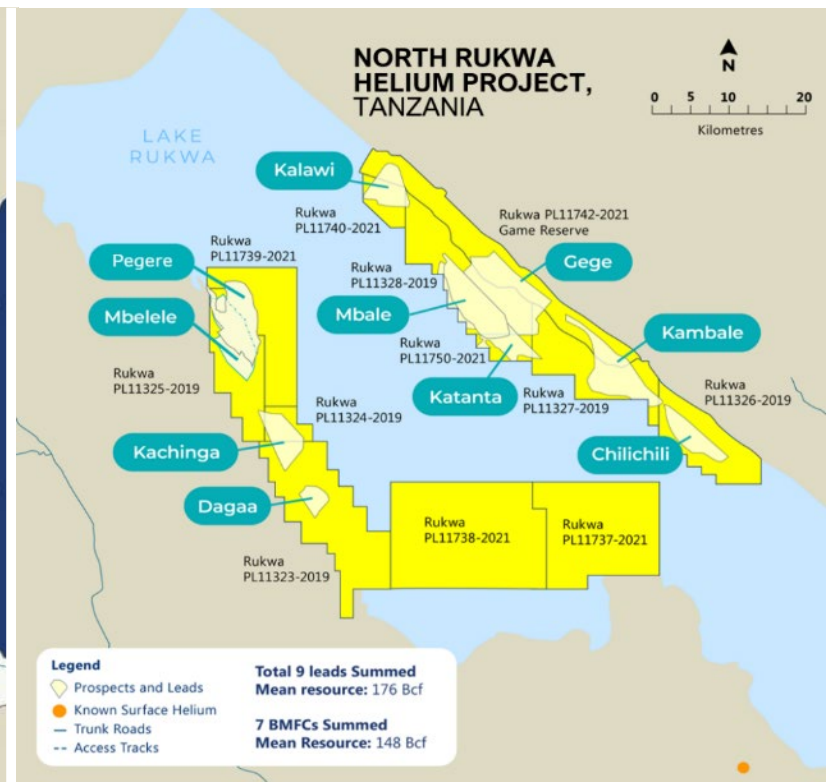 NORTH RUKWA
HELIUM PROJECT,
TANZANIA
N
0 5 10 20
Kilometres
LAKE
RUKWA
Kalawi
Rukwa
PL11740-2021
Rukwa PL11742-2021
Game Reserve
Rukwa
PL11739-2021
Pegere
Gege
Rukwa
PL11328-2019
Mbelele
Mbale
Kambale
Rukwa
PL11750-2021
Rukwa
PL11325-2019
Katanta
Rukwa
PL11326-2019
Rukwa
PL11324-2019
Rukwa
PL11327-2019
Kachinga
Chilichili
Dagaa
Rukwa
PL11738-2021
Rukwa
PL11737-2021
Rukwa
PL11323-2019
Legend
Prospects and Leads
Known Surface Helium
Trunk Roads
Access Tracks
Total 9 leads Summed
Mean resource: 176 Bcf
7 BMFCs Summed
Mean Resource: 148 Bcf